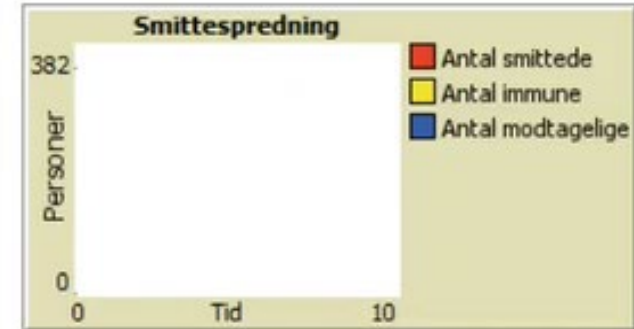 Smittespredning
382
Personer
0
0 Tid 10
Antal smittede
Antal immune
Antal modtagelige